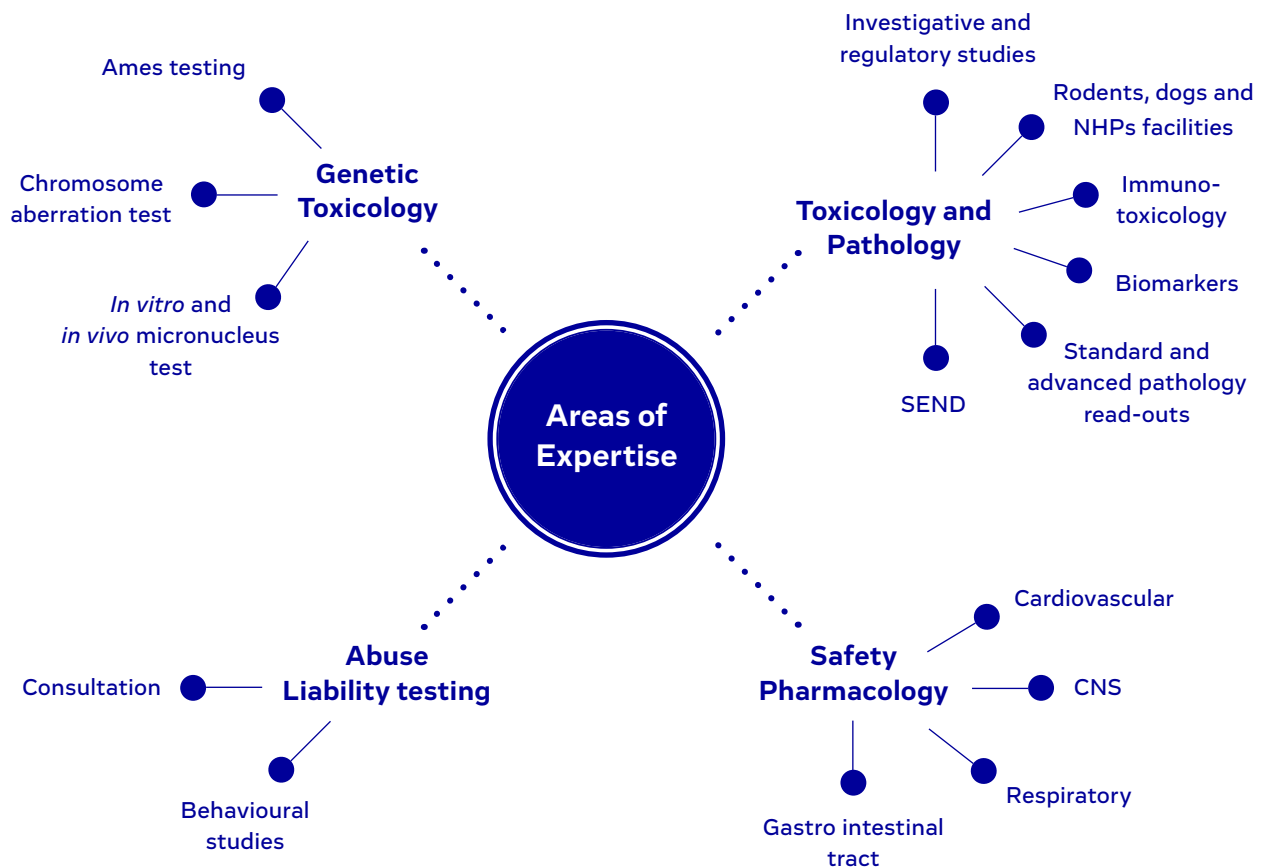 Ames testing
Chromosome
aberration test
In vitro and
in vivo micronucleus
test
Genetic
Toxicology
Investigative and
regulatory studies
Rodents, dogs and
NHPs facilities
Immuno-
toxicology
Biomarkers
Standard and
advanced pathology
read-outs
SEND
Toxicology and
Pathology
Areas of
Expertise
Abuse
Liability testing
Consultation
Behavioural
studies
Safety
Pharmacology
Cardiovascular
CNS
Respiratory
Gastro intestinal
tract